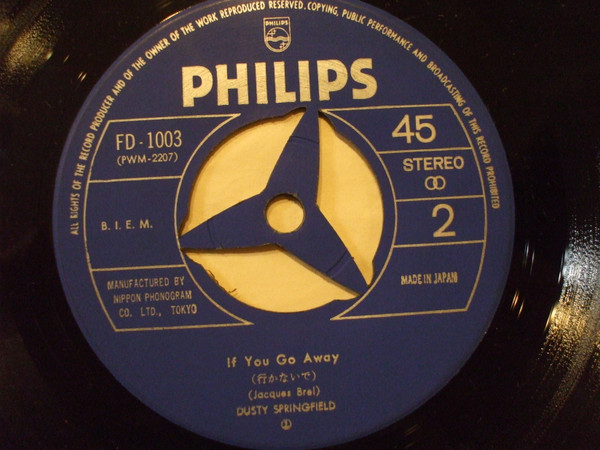 ALL RIGHTS OF THE RECORD PRODUCER AND OF THE OWNER OF THE WORK REPRODUCED RESERVED. COPYING, PUBLIC PERFORMANCE AND BROADCASTING OF THIS RECORD PROHIBITED
PHILIPS
PHILIPS
FD-1003
(PWM-2207)
45
STEREO
B. I. E. M.
2
MANUFACTURED BY
NIPPON PHONOGRAM
CO. LTD., TOKYO
MADE IN JAPAN
If You Go Away
(行かないで)
(Jacques Brel)
DUSTY SPRINGFIELD